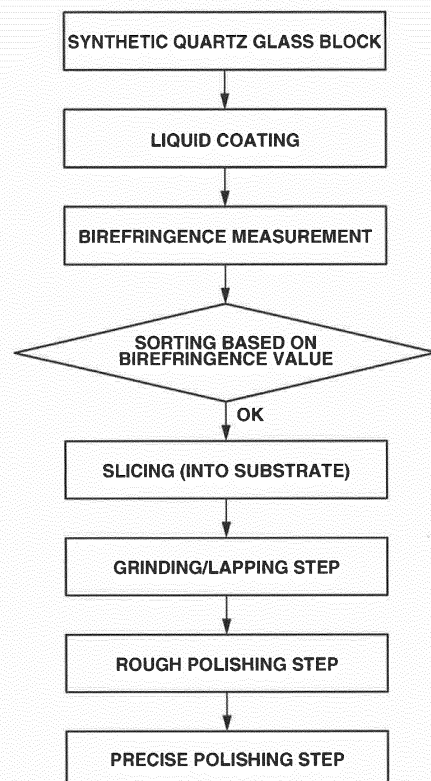 SYNTHETIC QUARTZ GLASS BLOCK
LIQUID COATING
BIREFRINGENCE MEASUREMENT
SORTING BASED ON
BIREFRINGENCE VALUE
OK
SLICING (INTO SUBSTRATE)
GRINDING/LAPPING STEP
ROUGH POLISHING STEP
PRECISE POLISHING STEP